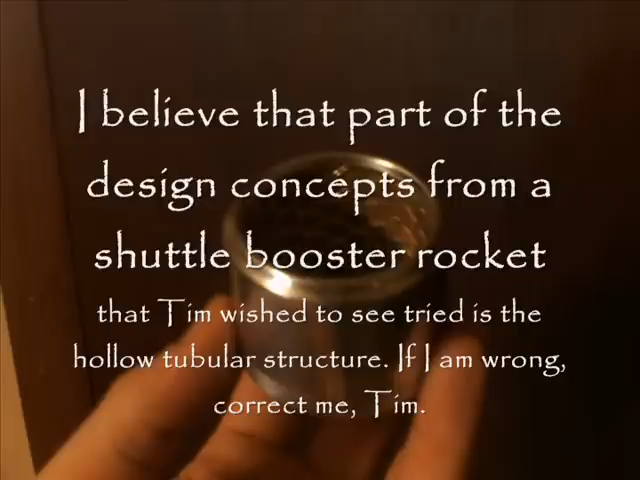 I believe that part of the
design concepts from a
shuttle booster rocket
that Tim wished to see tried is the
hollow tubular structure. If I am wrong,
correct me, Tim.